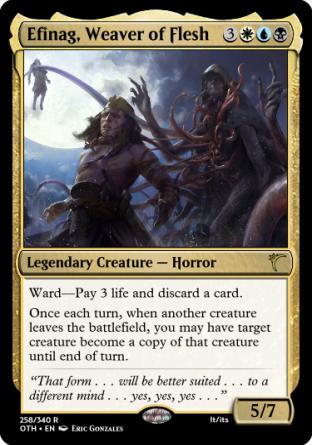 Efinag, Weaver of Flesh 3
Legendary Creature — Horror
Ward—Pay 3 life and discard a card.
Once each turn, when another creature
leaves the battlefield, you may have target
creature become a copy of that creature
until end of turn.
“That form . . . will be better suited . . . to a
different mind . . . yes, yes, yes . . .”
5/7
258/340 R It/its
OTH • EN Eric Gonzales